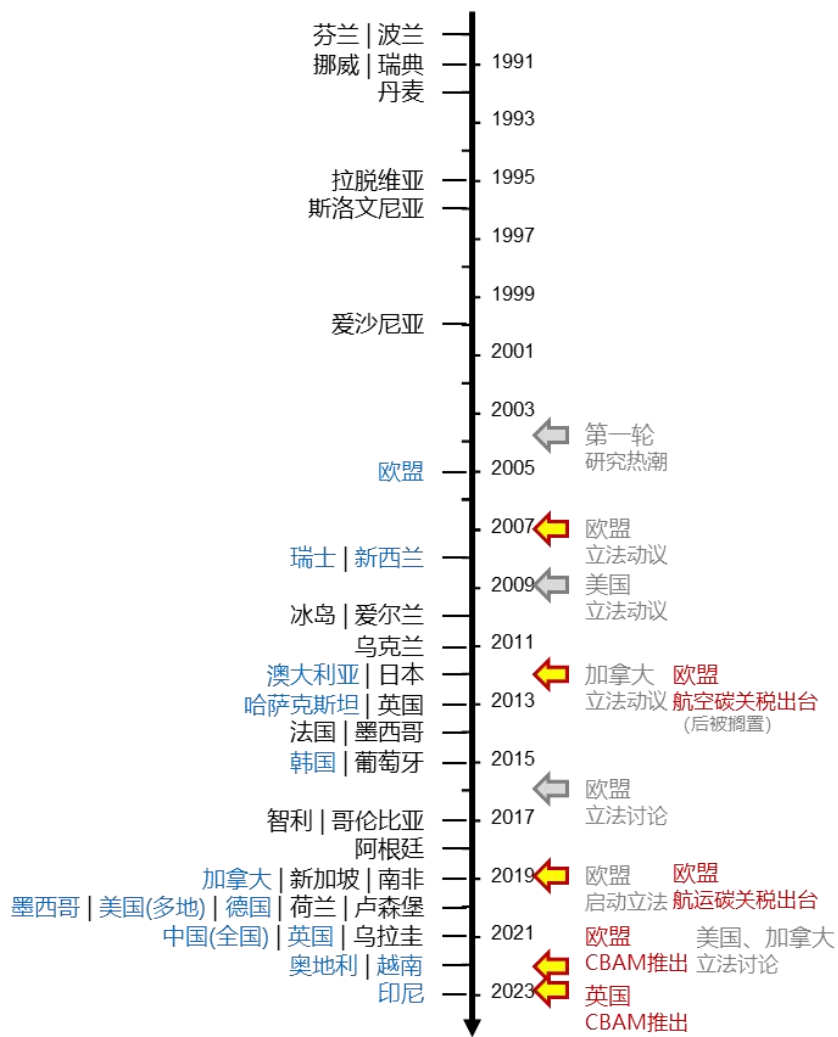 芬兰 | 波兰
挪威 | 瑞典
1991
丹麦
1993
拉脱维亚
1995
斯洛文尼亚
1997
1999
爱沙尼亚
2001
2003
第一轮
研究热潮
欧盟
2005
2007
欧盟
立法动议
瑞士 | 新西兰
2009
美国
立法动议
冰岛 | 爱尔兰
乌克兰
2011
澳大利亚 | 日本
加拿大
立法动议
欧盟
航空碳关税出台
(后被搁置)
哈萨克斯坦 | 英国
2013
法国 | 墨西哥
韩国 | 葡萄牙
2015
欧盟
立法讨论
智利 | 哥伦比亚
2017
阿根廷
加拿大 | 新加坡 | 南非
2019
欧盟
启动立法
欧盟
航运碳关税出台
墨西哥 | 美国(多地) | 德国 | 荷兰 | 卢森堡
中国(全国) | 英国 | 乌拉圭
2021
欧盟
CBAM推出
美国、加拿大
立法讨论
奥地利 | 越南
印尼
2023
英国
CBAM推出